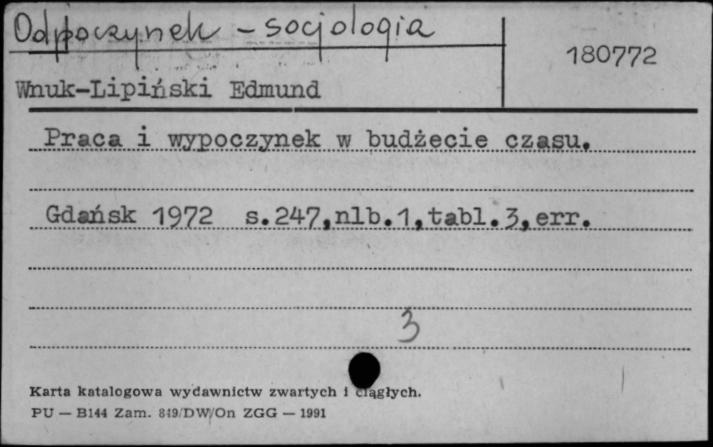 Odpoczynek - socjologia
180772
Wnuk-Lipiński Edmund
Praca i wypoczynek w budżecie czasu.
Gdańsk 1972 s.247,nlb.1,tabl.3,err.
3
Karta katalogowa wydawnictw zwartych i ciągłych.
PU — B144 Zam. 819/DW/On ZGG — 1991